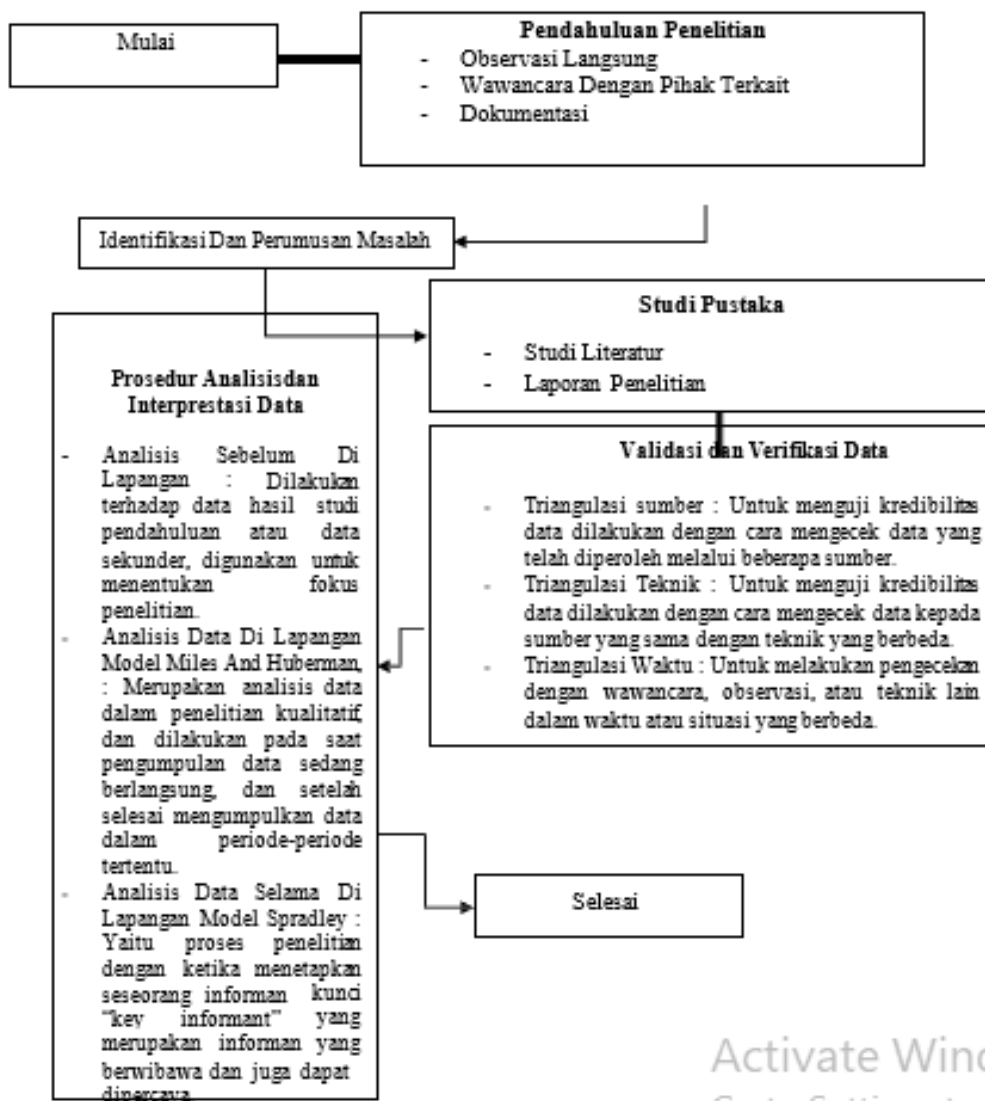 Mulai
Pendahuluan Penelitian
- Observasi Langsung
- Wawancara Dengan Pihak Terkait
- Dokumentasi
Identifikasi Dan Perumusan Masalah
Studi Pustaka
- Studi Literatur
- Laporan Penelitian
Validasi dan Verifikasi Data
- Triangulasi sumber : Untuk menguji kredibilitas
data dilakukan dengan cara mengecek data yang
telah diperoleh melalui beberapa sumber.
- Triangulasi Teknik : Untuk menguji kredibilitas
data dilakukan dengan cara mengecek data kepada
sumber yang sama dengan teknik yang berbeda.
- Triangulasi Waktu : Untuk melakukan pengecekan
dengan wawancara, observasi, atau teknik lain
dalam waktu atau situasi yang berbeda.
Prosedur Analisisdan
Interprestasi Data
- Analisis Sebelum Di
Lapangan : Dilakukan
terhadap data hasil studi
pendahuluan atau data
sekunder, digunakan untuk
menentukan fokus
penelitian.
- Analisis Data Di Lapangan
Model Miles And Huberman,
: Merupakan analisis data
dalam penelitian kualitatif,
dan dilakukan pada saat
pengumpulan data sedang
berlangsung, dan setelah
selesai mengumpulkan data
dalam periode-periode
tertentu.
- Analisis Data Selama Di
Lapangan Model Spradley :
Yaitu proses penelitian
dengan ketika menetapkan
seseorang informan kunci
"key informant" yang
merupakan informan yang
berwibawa dan juga dapat
dipercaya
Selesai
Activate Wind